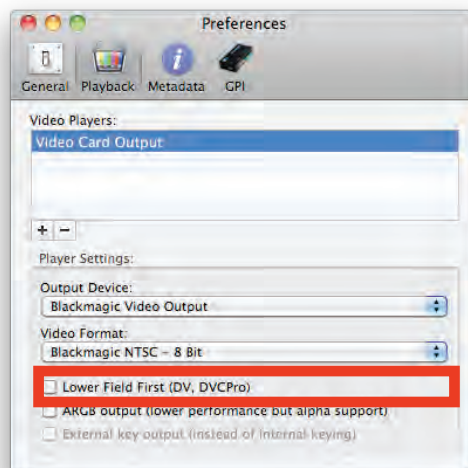 Preferences
General Playback Metadata GPI
Video Players:
Video Card Output
+ −
Player Settings:
Output Device:
Blackmagic Video Output
Video Format:
Blackmagic NTSC – 8 Bit
Lower Field First (DV, DVCPro)
ARGB output (lower performance but alpha support)
External key output (instead of internal keying)